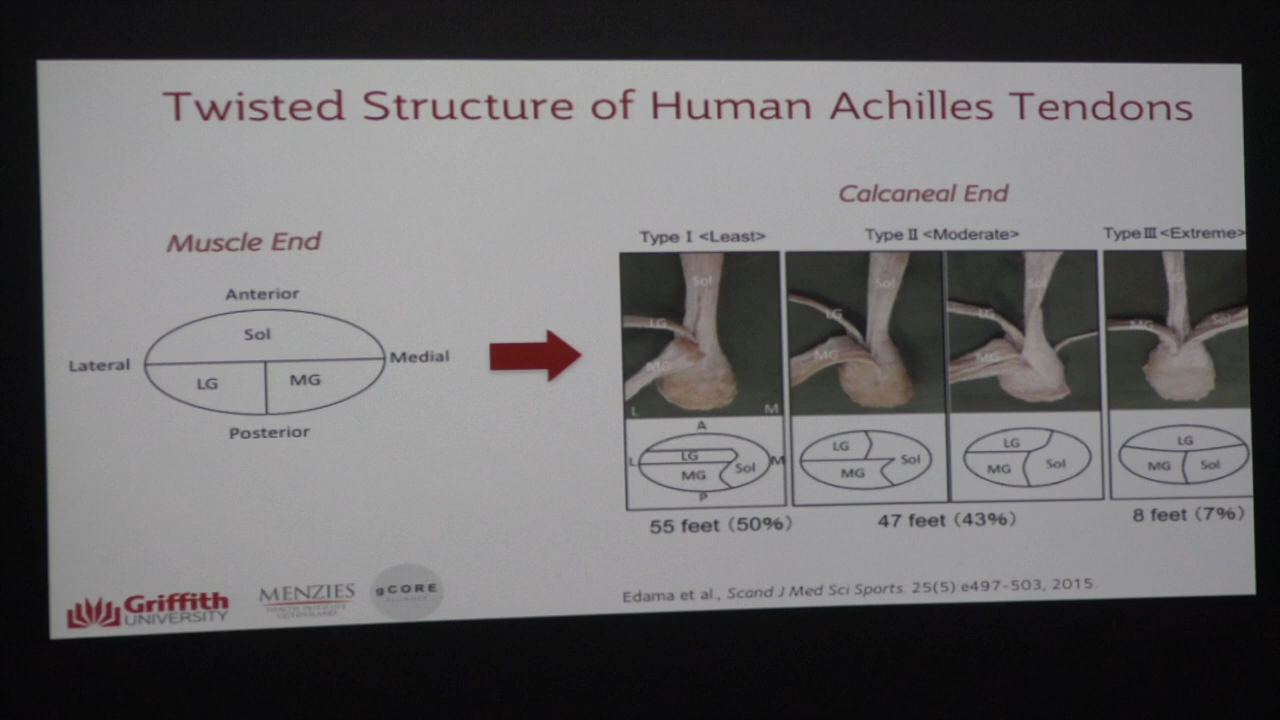 Twisted Structure of Human Achilles Tendons
Muscle End
Anterior
Sol
Lateral
Medial
LG
MG
Posterior
Calcaneal End
Type I <Least>
Type II <Moderate>
Type III <Extreme>
Sol
LG
MG
L
M
Sol
LG
MG
Sol
LG
MG
MG
Sol
A
L
LG
MG
Sol
M
P
LG
MG
Sol
LG
MG
Sol
LG
MG
Sol
55 feet (50%)
47 feet (43%)
8 feet (7%)
Edama et al., Scand J Med Sci Sports. 25(5):e497-503, 2015.
Griffith
UNIVERSITY
MENZIES
HEALTH INSTITUTE
QUEENSLAND
gCORE